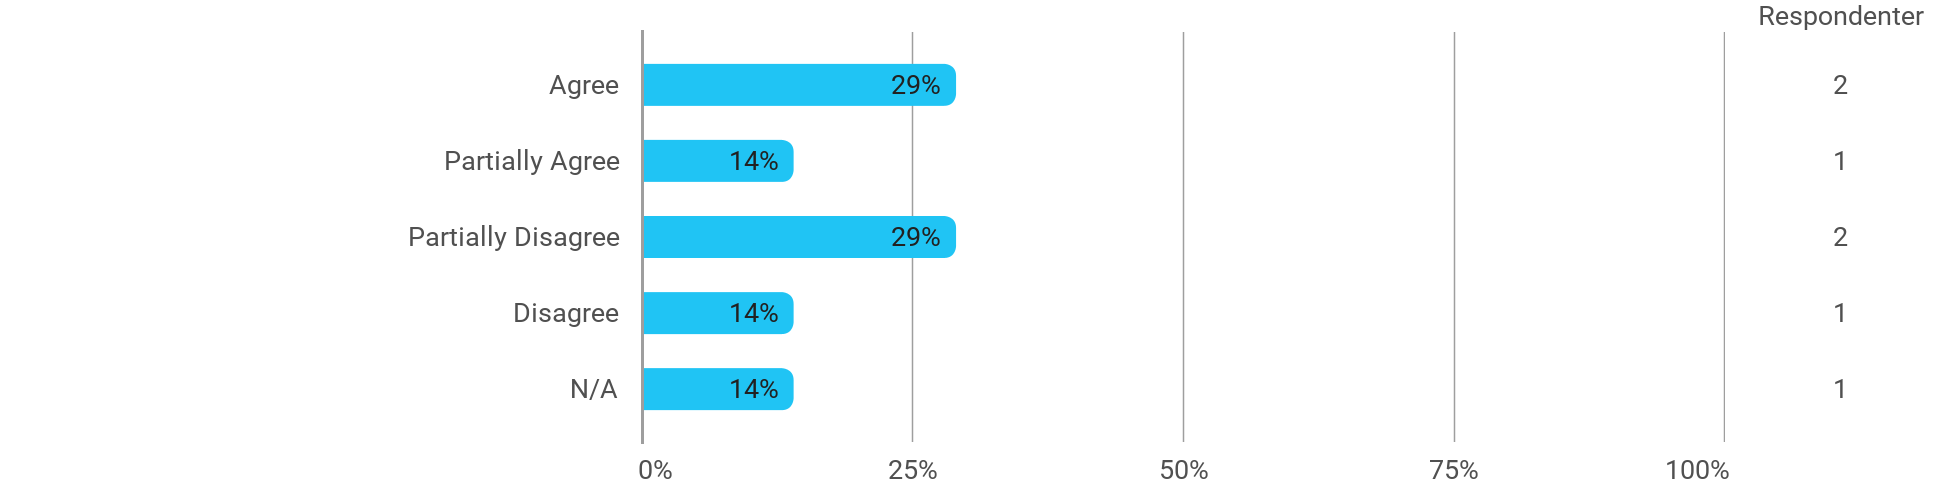 Respondenter
Agree 29% 2
Partially Agree 14% 1
Partially Disagree 29% 2
Disagree 14% 1
N/A 14% 1
0% 25% 50% 75% 100%